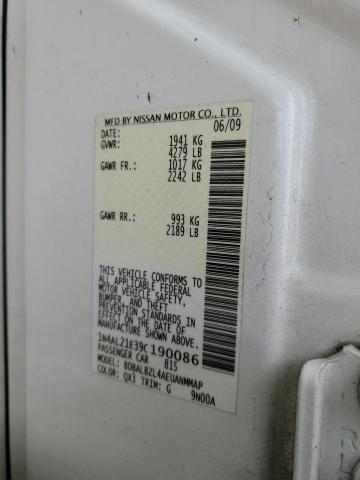 MFD BY NISSAN MOTOR CO., LTD.
DATE: 06/09
GVWR: 1941 KG
4279 LB
GAWR FR.: 1017 KG
2242 LB
GAWR RR.: 993 KG
2189 LB
THIS VEHICLE CONFORMS TO
ALL APPLICABLE FEDERAL
MOTOR VEHICLE SAFETY,
BUMPER, AND THEFT
PREVENTION STANDARDS IN
EFFECT ON THE DATE OF
MANUFACTURE SHOWN ABOVE.
1N4AL21E39C190086
PASSENGER CAR 815
MODEL: BDBALBZL4AEUANMMAP
COLOR: QX3 TRIM: G 9N00A